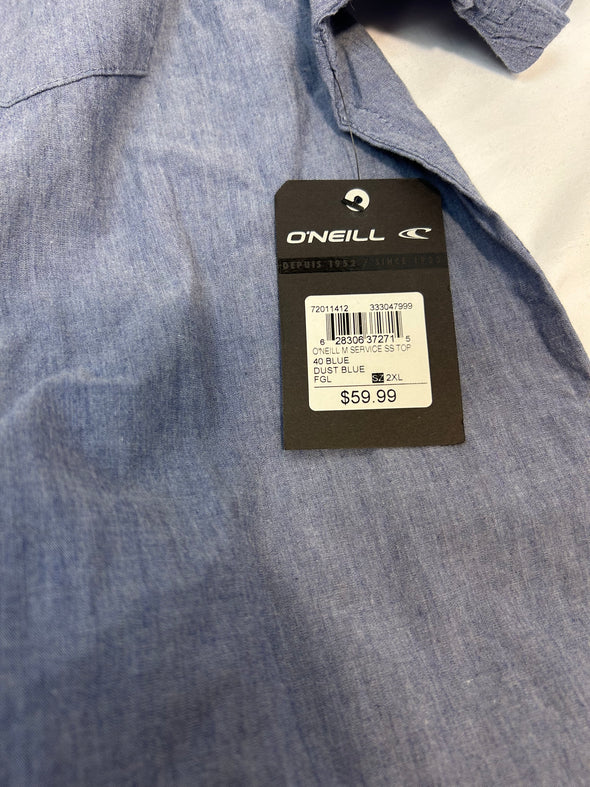 O'NEILL
DEPUIS 1952 / SINCE 1952
72011412 333047999
6 28306 37271 5
O'NEILL M SERVICE SS TOP
40 BLUE
DUST BLUE
FGL SZ 2XL
$59.99